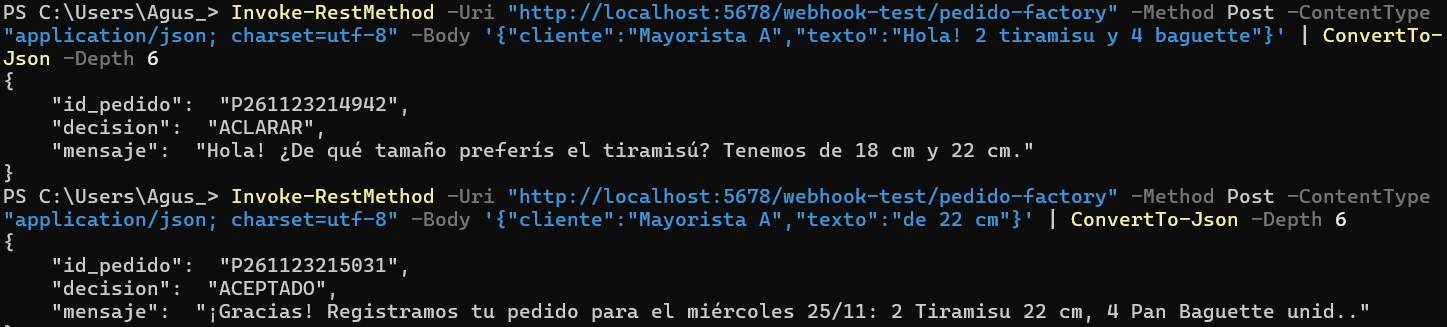 PS C:\Users\Agus_> Invoke-RestMethod -Uri "http://localhost:5678/webhook-test/pedido-factory" -Method Post -ContentType
"application/json; charset=utf-8" -Body '{"cliente":"Mayorista A","texto":"Hola! 2 tiramisu y 4 baguette"}' | ConvertTo-
Json -Depth 6
{
    "id_pedido":  "P261123214942",
    "decision":  "ACLARAR",
    "mensaje":  "Hola! ¿De qué tamaño preferís el tiramisú? Tenemos de 18 cm y 22 cm."
}
PS C:\Users\Agus_> Invoke-RestMethod -Uri "http://localhost:5678/webhook-test/pedido-factory" -Method Post -ContentType
"application/json; charset=utf-8" -Body '{"cliente":"Mayorista A","texto":"de 22 cm"}' | ConvertTo-Json -Depth 6
{
    "id_pedido":  "P261123215031",
    "decision":  "ACEPTADO",
    "mensaje":  "¡Gracias! Registramos tu pedido para el miércoles 25/11: 2 Tiramisu 22 cm, 4 Pan Baguette unid.."
}